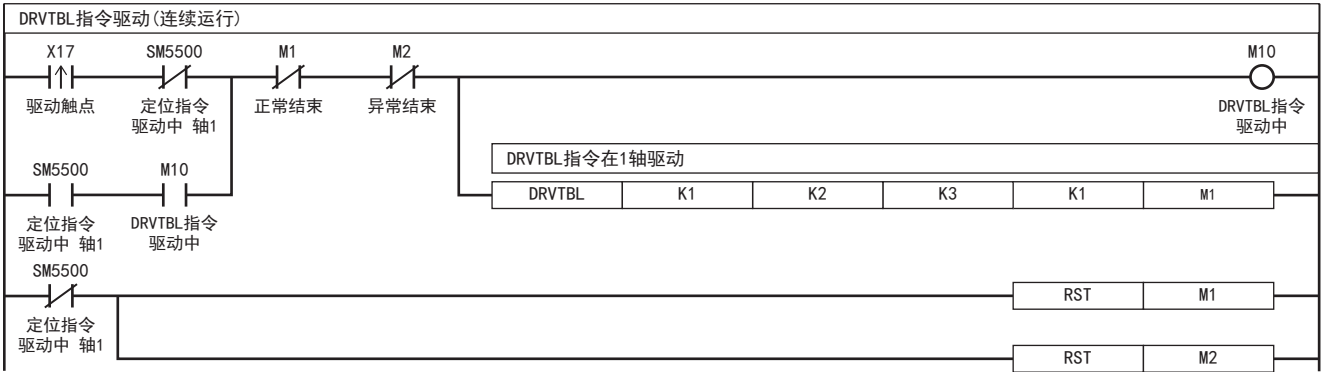 DRVTBL指令驱动(连续运行)
X17 SM5500 M1 M2 M10
驱动触点 定位指令 正常结束 异常结束 DRVTBL指令
驱动中 轴1 驱动中
DRVTBL指令在1轴驱动
SM5500 M10
DRVTBL K1 K2 K3 K1 M1
定位指令 DRVTBL指令
驱动中 轴1 驱动中
SM5500
RST M1
定位指令
驱动中 轴1
RST M2